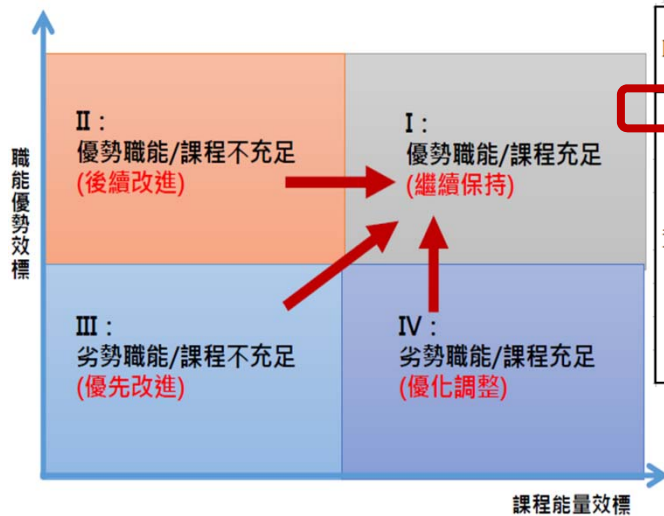 II：
優勢職能/課程不充足
(後續改進)
I：
優勢職能/課程充足
(繼續保持)
職能優勢效標
III：
劣勢職能/課程不充足
(優先改進)
IV：
劣勢職能/課程充足
(優化調整)
課程能量效標